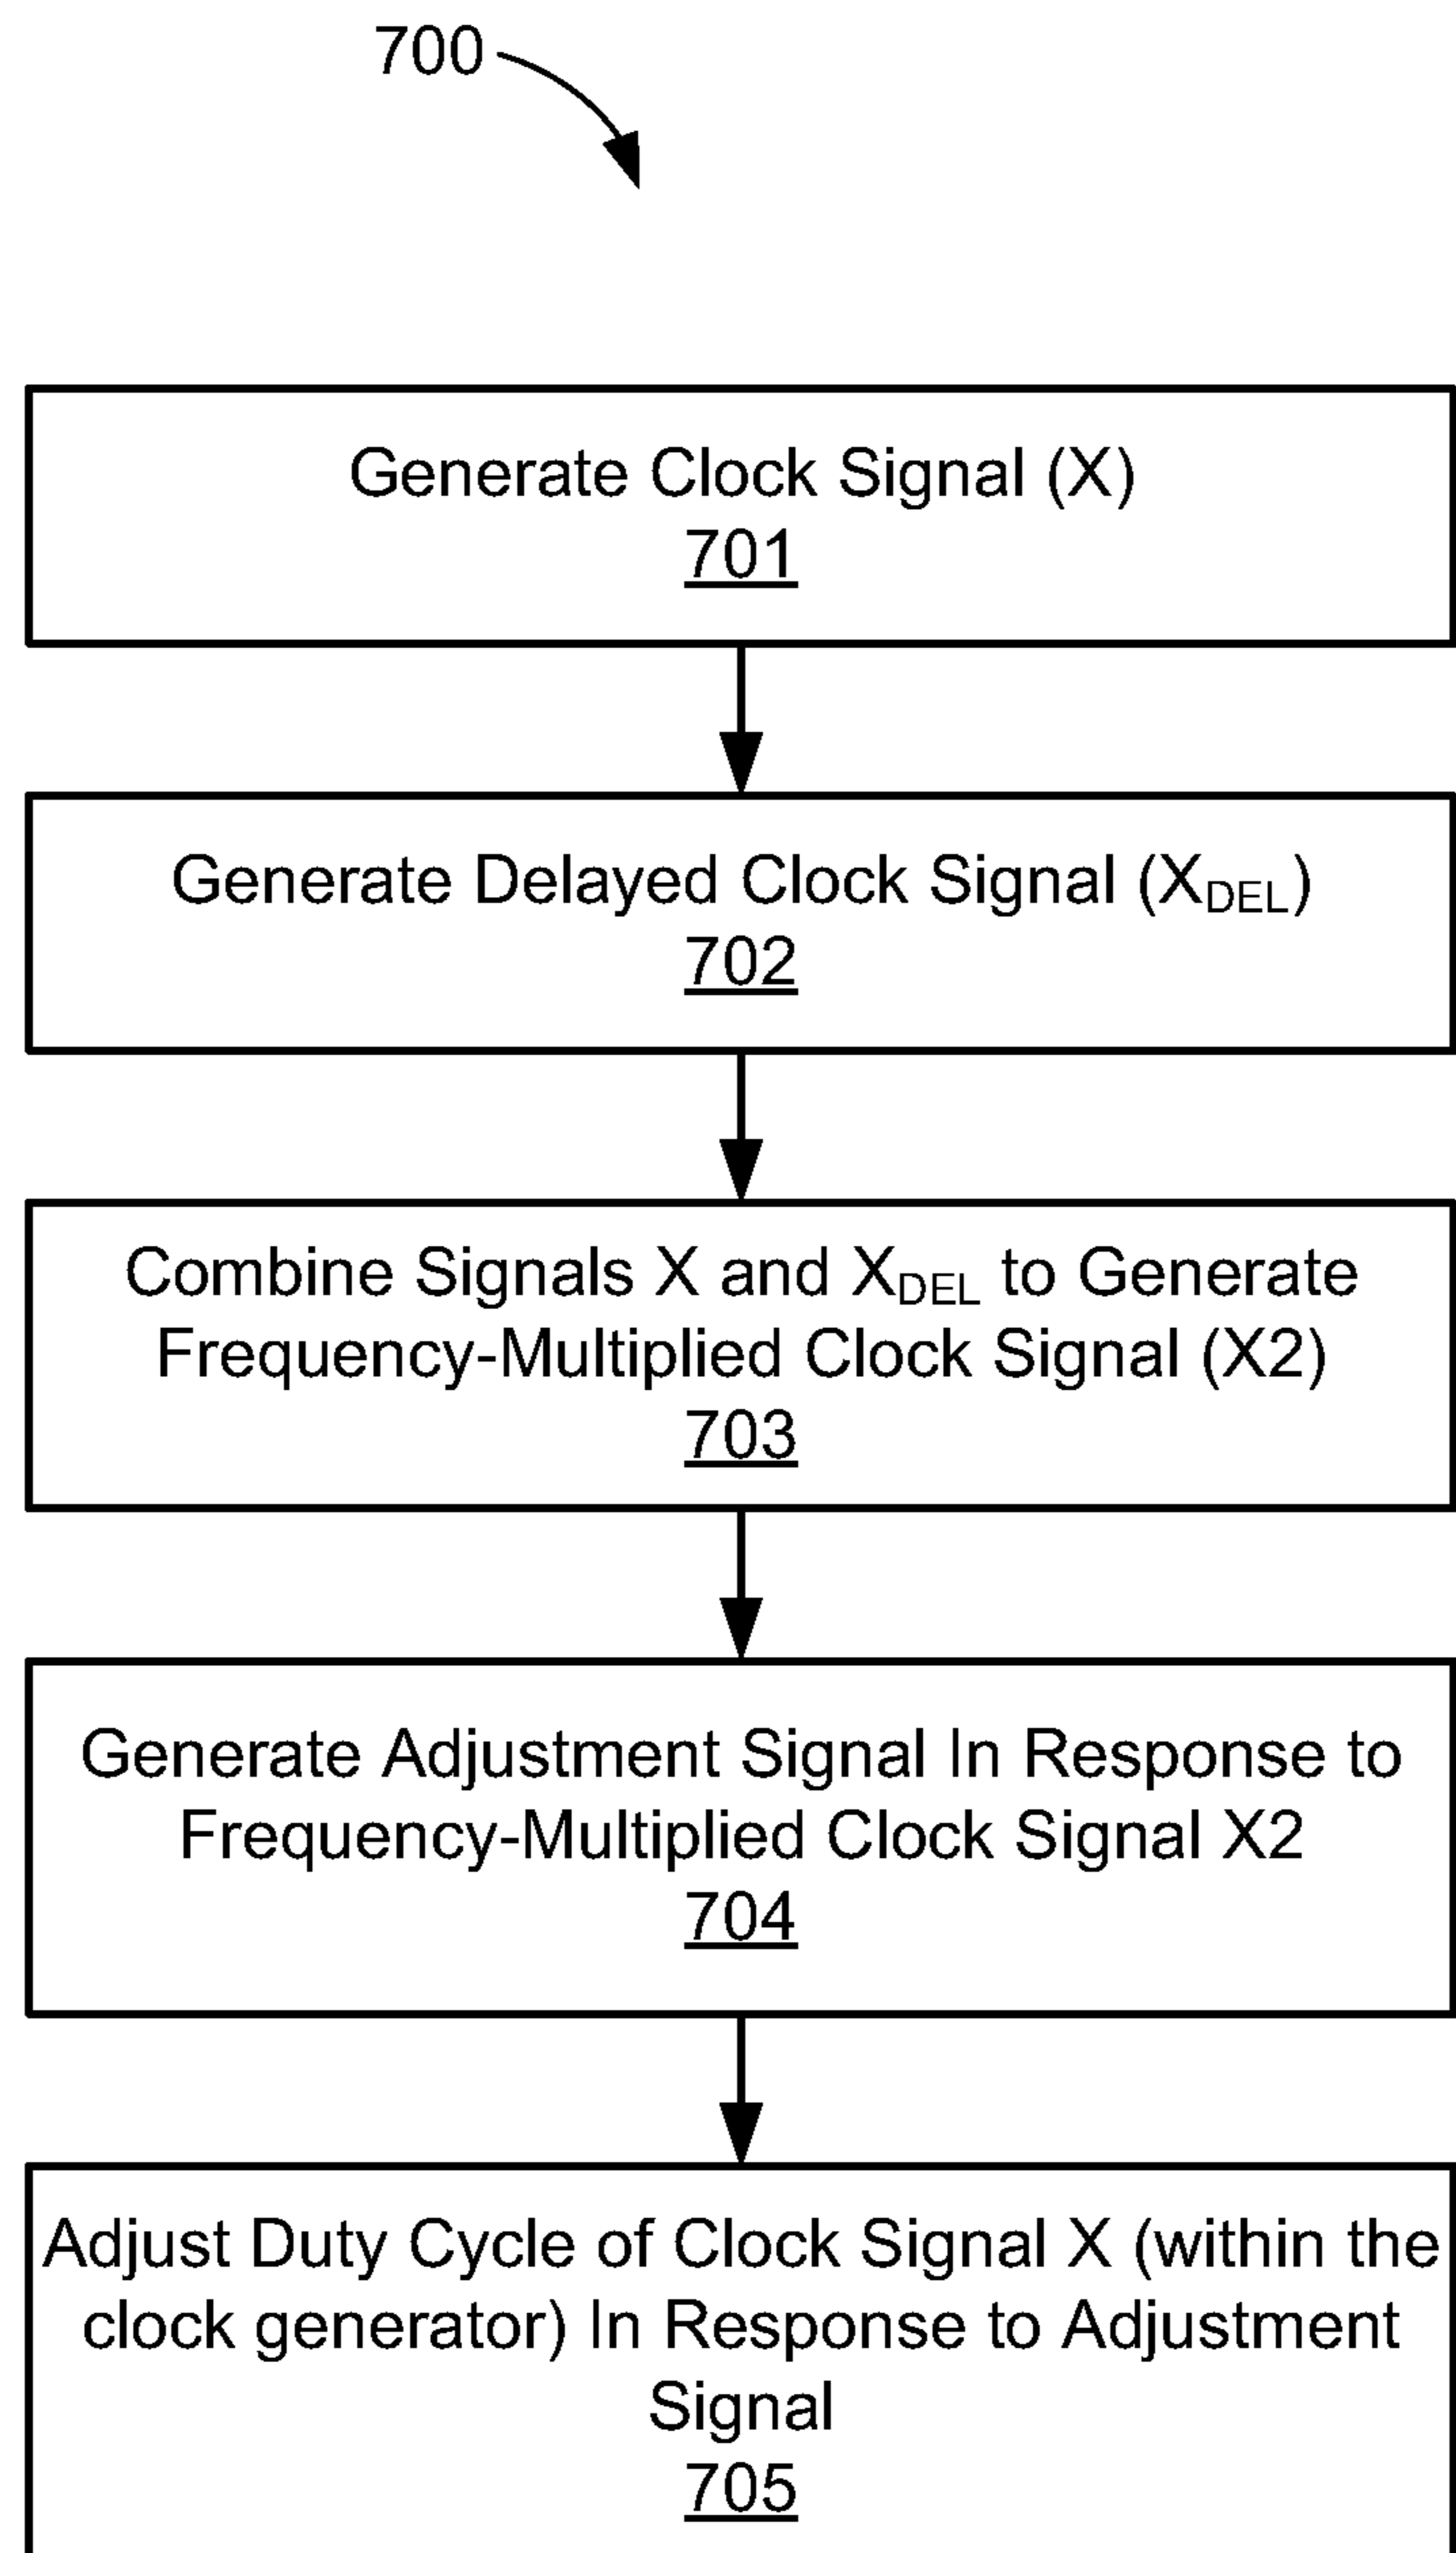 700
Generate Clock Signal (X)
701
Generate Delayed Clock Signal (XDEL)
702
Combine Signals X and XDEL to Generate
Frequency-Multiplied Clock Signal (X2)
703
Generate Adjustment Signal In Response to
Frequency-Multiplied Clock Signal X2
704
Adjust Duty Cycle of Clock Signal X (within the
clock generator) In Response to Adjustment
Signal
705